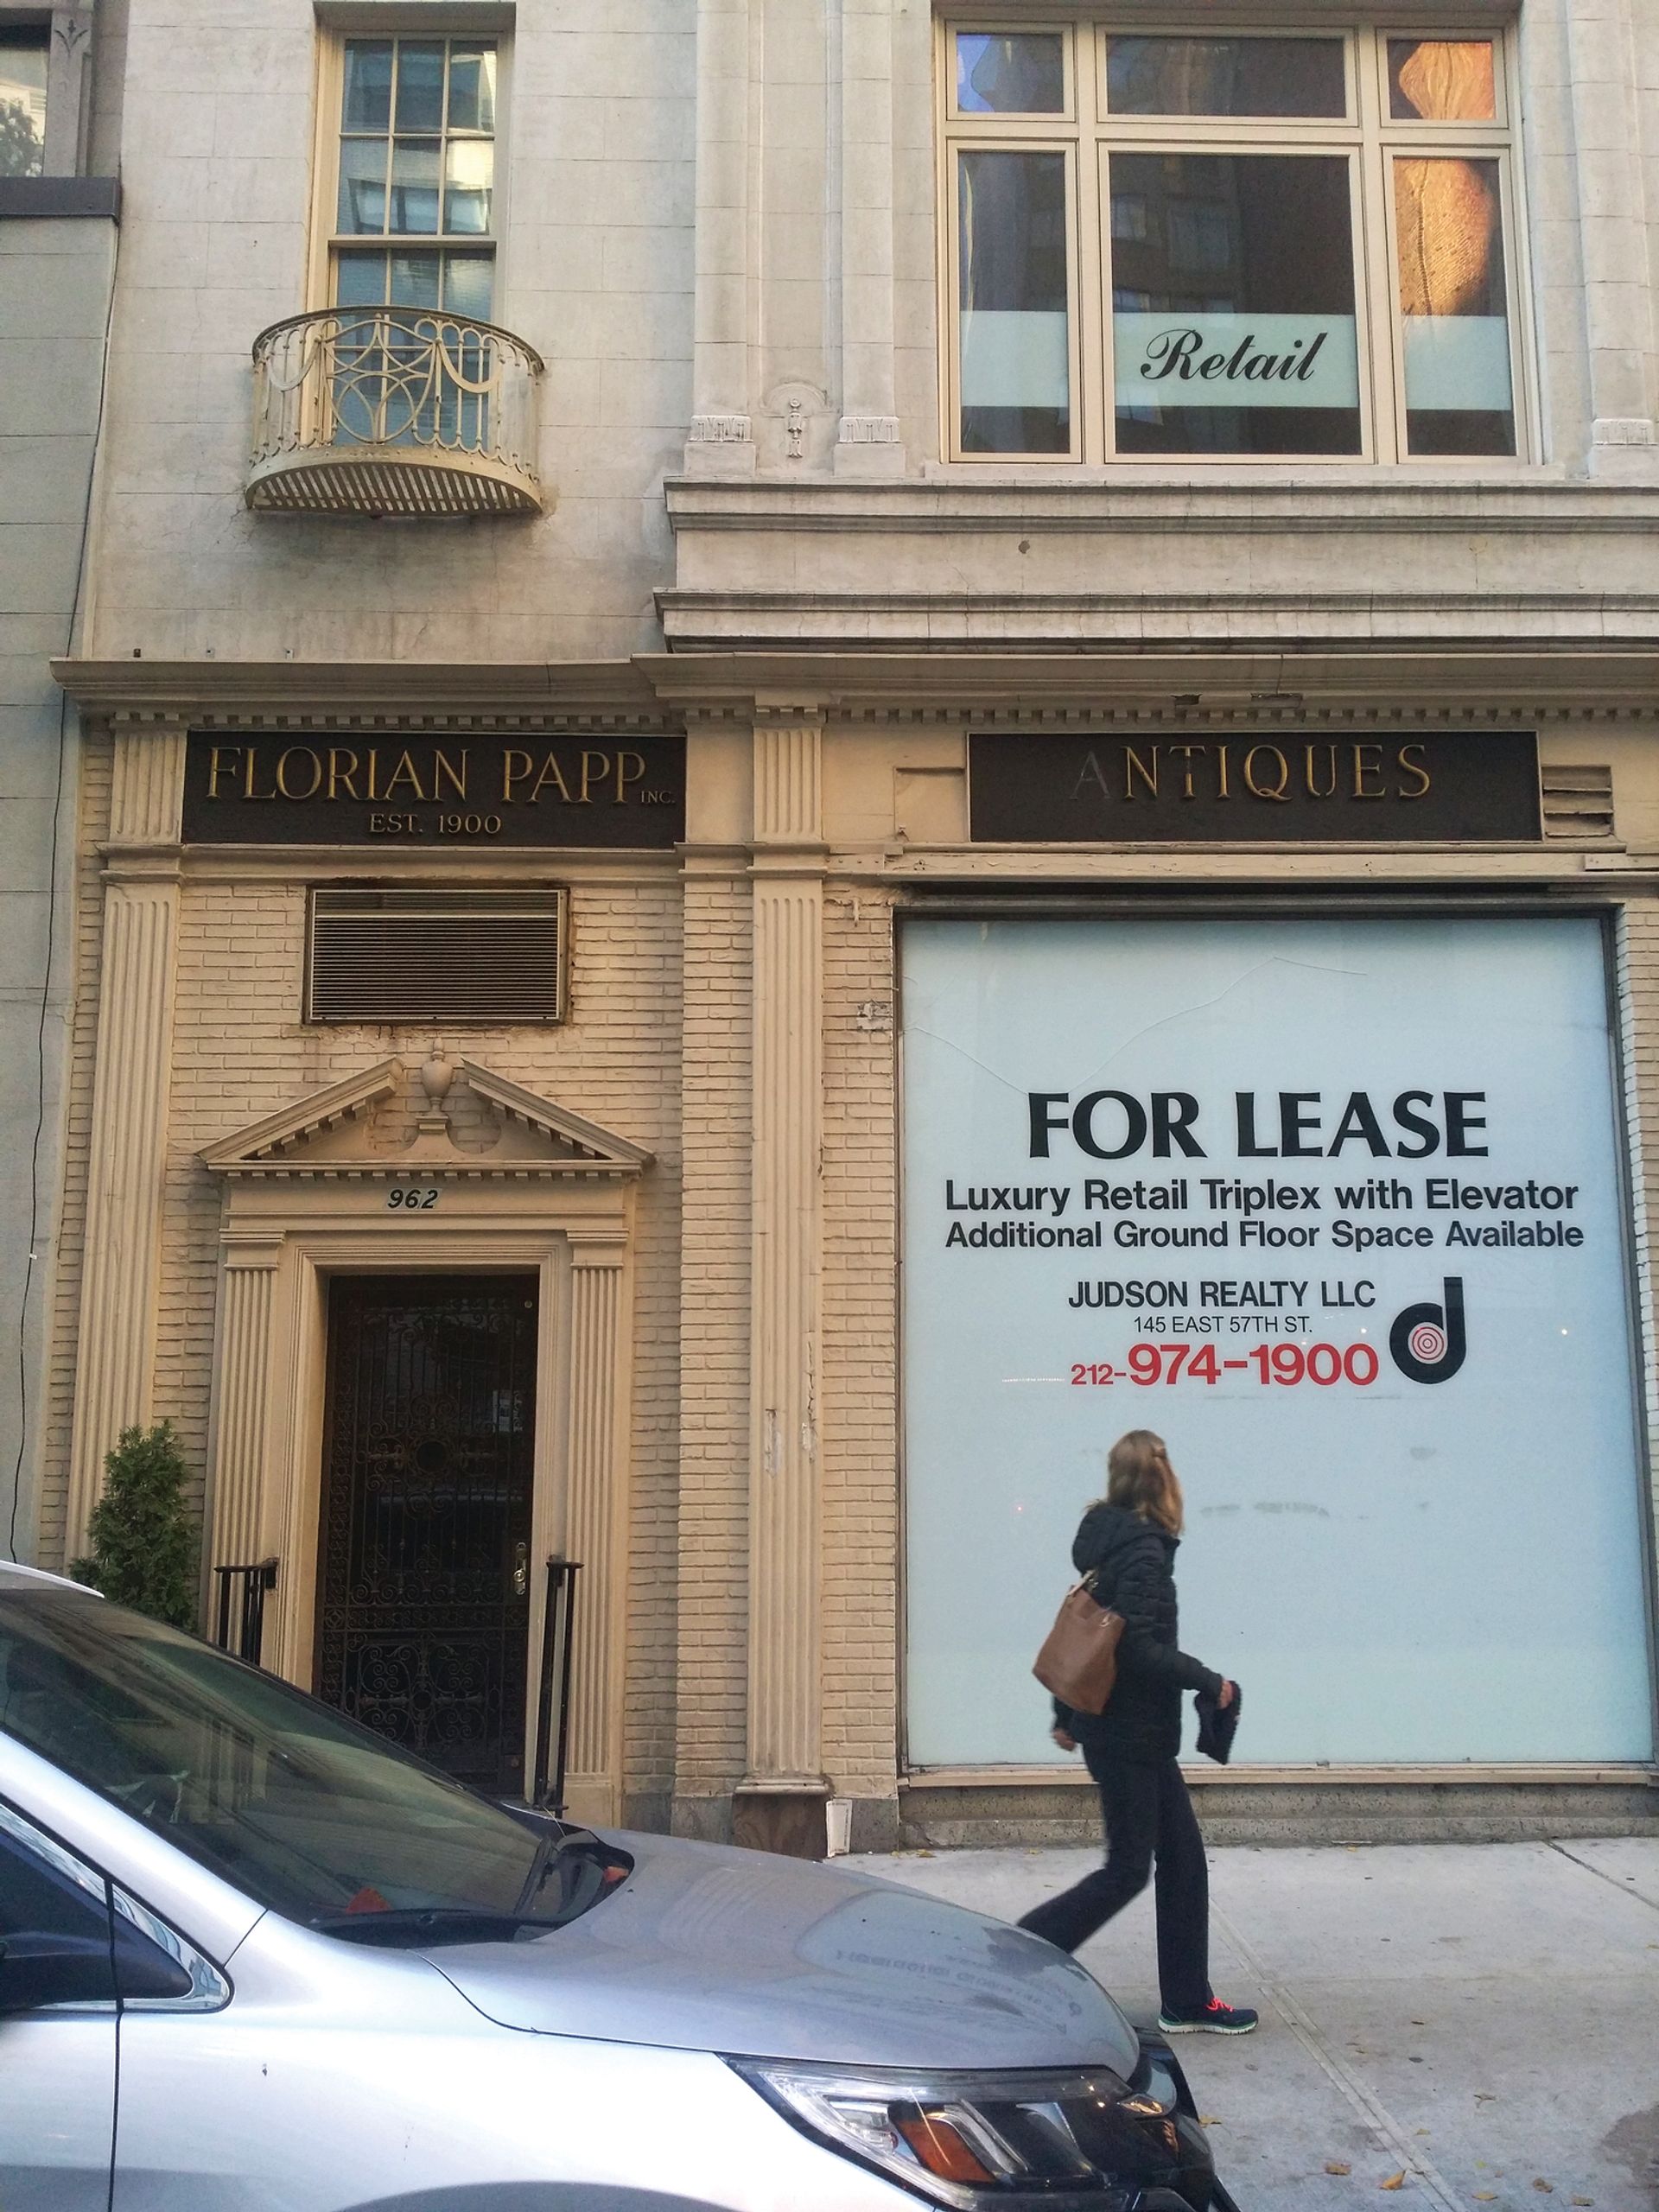 Retail
FLORIAN PAPP INC.
EST. 1900
ANTIQUES
962
FOR LEASE
Luxury Retail Triplex with Elevator
Additional Ground Floor Space Available
JUDSON REALTY LLC
145 EAST 57TH ST.
212-974-1900